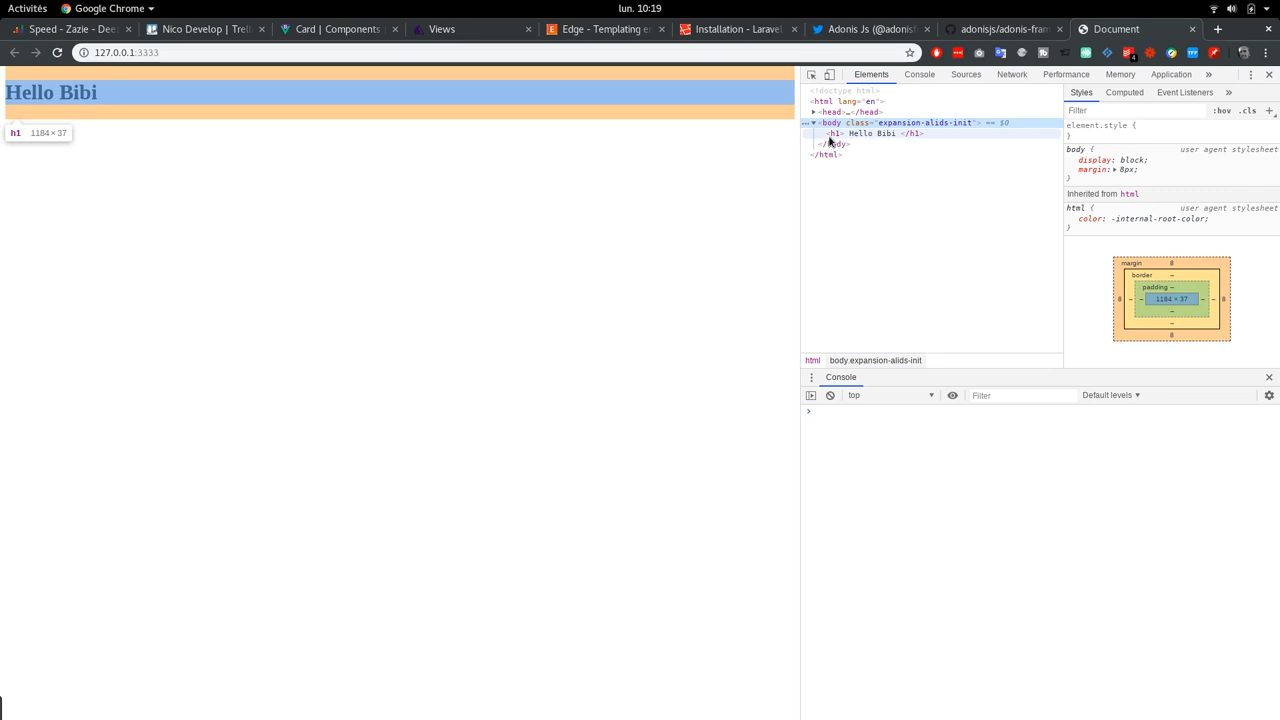 Activités
Google Chrome
lun. 10:19
Speed - Zazie - Deez
Nico Develop | Trell
Card | Components
Views
Edge - Templating en
Installation - Laravel
Adonis Js (@adonisf
adonisjs/adonis-fram
Document
127.0.0.1:3333
Hello Bibi
h1 1184 × 37
Elements
Console
Sources
Network
Performance
Memory
Application
<!doctype html>
<html lang="en">
<head>…</head>
<body class="expansion-alids-init"> == $0
<h1> Hello Bibi </h1>
</body>
</html>
html
body.expansion-alids-init
Styles
Computed
Event Listeners
Filter
:hov
.cls
element.style {
}
body { user agent stylesheet
display: block;
margin: 8px;
}
Inherited from html
html { user agent stylesheet
color: -internal-root-color;
}
margin 8
border –
padding –
8 – – 1184 × 37 – – 8
–
–
8
Console
top
Filter
Default levels